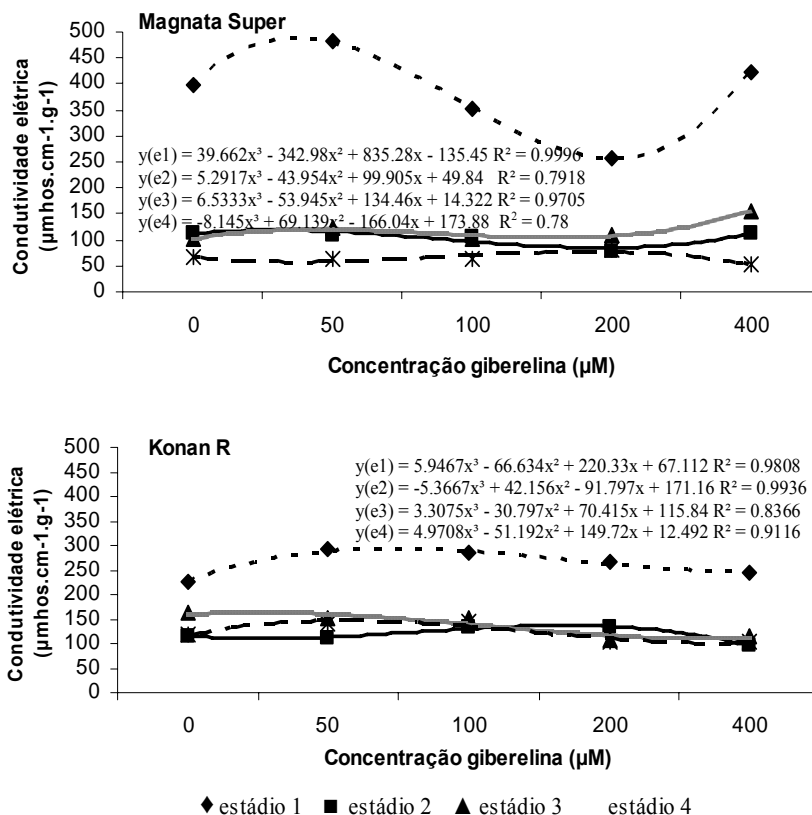 Magnata Super
Condutividade elétrica
(µmhos.cm-1.g-1)
500
450
400
350
300
250
200
150
100
50
0
y(e1) = 39.662x³ - 342.98x² + 835.28x - 135.45 R² = 0.9996
y(e2) = 5.2917x³ - 43.954x² + 99.905x + 49.84 R² = 0.7918
y(e3) = 6.5333x³ - 53.945x² + 134.46x + 14.322 R² = 0.9705
y(e4) = -8.145x³ + 69.139x² - 166.04x + 173.88 R² = 0.78
0 50 100 200 400
Concentração giberelina (µM)
Konan R
Condutividade elétrica
(µmhos.cm-1.g-1)
500
450
400
350
300
250
200
150
100
50
0
y(e1) = 5.9467x³ - 66.634x² + 220.33x + 67.112 R² = 0.9808
y(e2) = -5.3667x³ + 42.156x² - 91.797x + 171.16 R² = 0.9936
y(e3) = 3.3075x³ - 30.797x² + 70.415x + 115.84 R² = 0.8366
y(e4) = 4.9708x³ - 51.192x² + 149.72x + 12.492 R² = 0.9116
0 50 100 200 400
Concentração giberelina (µM)
estádio 1 estádio 2 estádio 3 estádio 4